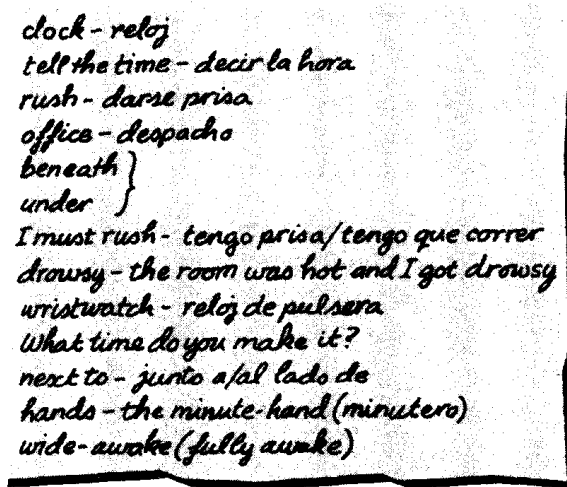 clock - reloj
tell the time - decir la hora
rush - darse prisa
office - despacho
beneath }
under
I must rush - tengo prisa/tengo que correr
drowsy - the room was hot and I got drowsy
wristwatch - reloj de pulsera
What time do you make it?
next to - junto a/al lado de
hands - the minute-hand (minutero)
wide-awake (fully awake)